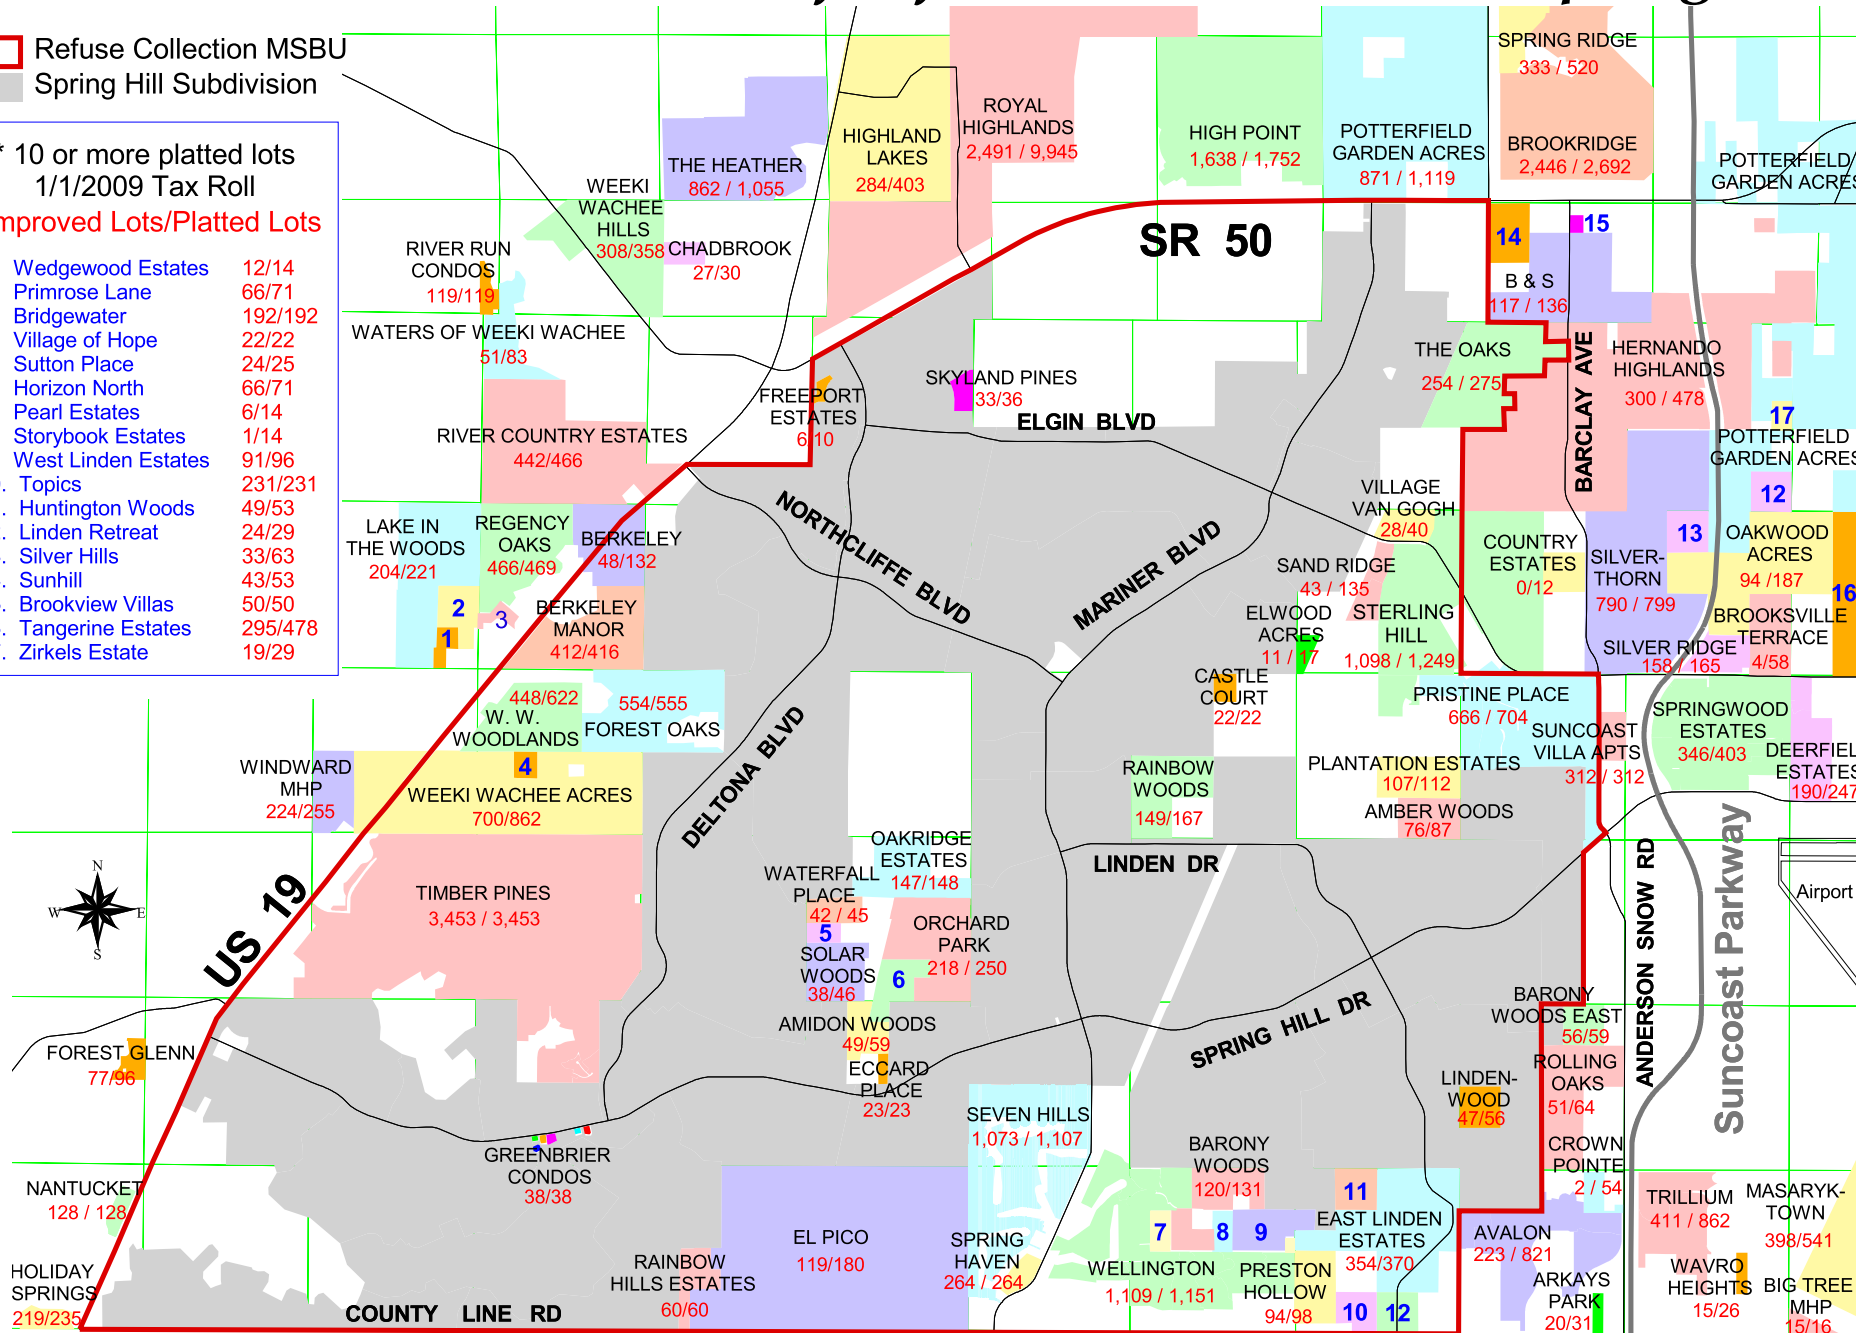 Refuse Collection MSBU
Spring Hill Subdivision
* 10 or more platted lots
1/1/2009 Tax Roll
mproved Lots/Platted Lots
Wedgewood Estates 12/14
Primrose Lane 66/71
Bridgewater 192/192
Village of Hope 22/22
Sutton Place 24/25
Horizon North 66/71
Pearl Estates 6/14
Storybook Estates 1/14
West Linden Estates 91/96
. Topics 231/231
. Huntington Woods 49/53
. Linden Retreat 24/29
. Silver Hills 33/63
. Sunhill 43/53
. Brookview Villas 50/50
. Tangerine Estates 295/478
. Zirkels Estate 19/29
SPRING RIDGE
333 / 520
ROYAL
HIGHLANDS
2,491 / 9,945
HIGHLAND
LAKES
284/403
HIGH POINT
1,638 / 1,752
POTTERFIELD
GARDEN ACRES
871 / 1,119
BROOKRIDGE
2,446 / 2,692
POTTERFIELD
GARDEN ACRES
THE HEATHER
862 / 1,055
WEEKI
WACHEE
HILLS
308/358
CHADBROOK
27/30
RIVER RUN
CONDOS
119/119
WATERS OF WEEKI WACHEE
51/83
SR 50
14
15
B & S
117 / 136
THE OAKS
254 / 275
BARCLAY AVE
HERNANDO
HIGHLANDS
300 / 478
17
POTTERFIELD
GARDEN ACRES
12
FREEPORT
ESTATES
6/10
SKYLAND PINES
33/36
ELGIN BLVD
RIVER COUNTRY ESTATES
442/466
NORTHCLIFFE BLVD
MARINER BLVD
VILLAGE
VAN GOGH
28/40
LAKE IN
THE WOODS
204/221
REGENCY
OAKS
466/469
BERKELEY
48/132
2
1
3
BERKELEY
MANOR
412/416
SAND RIDGE
43 / 135
ELWOOD
ACRES
11 / 17
STERLING
HILL
1,098 / 1,249
COUNTRY
ESTATES
0/12
SILVER-
THORN
790 / 799
13
OAKWOOD
ACRES
94 /187
16
BROOKSVILLE
TERRACE
4/58
SILVER RIDGE
158 / 165
CASTLE
COURT
22/22
PRISTINE PLACE
666 / 704
SUNCOAST
VILLA APTS
312 / 312
SPRINGWOOD
ESTATES
346/403
DEERFIEL
ESTATES
190/247
448/622
W. W.
WOODLANDS
554/555
FOREST OAKS
4
WINDWARD
MHP
224/255
WEEKI WACHEE ACRES
700/862
DELTONA BLVD
RAINBOW
WOODS
149/167
PLANTATION ESTATES
107/112
AMBER WOODS
76/87
LINDEN DR
OAKRIDGE
ESTATES
147/148
WATERFALL
PLACE
42 / 45
5
SOLAR
WOODS
38/46
6
ORCHARD
PARK
218 / 250
N
W
E
S
US 19
TIMBER PINES
3,453 / 3,453
ANDERSON SNOW RD
Suncoast Parkway
Airport
AMIDON WOODS
49/59
ECCARD
PLACE
23/23
SPRING HILL DR
BARONY
WOODS EAST
56/59
ROLLING
OAKS
51/64
FOREST GLENN
77/96
LINDEN-
WOOD
47/56
SEVEN HILLS
1,073 / 1,107
GREENBRIER
CONDOS
38/38
BARONY
WOODS
120/131
CROWN
POINTE
2 / 54
NANTUCKET
128 / 128
11
7
8
9
EAST LINDEN
ESTATES
354/370
AVALON
223 / 821
TRILLIUM
411 / 862
MASARYK-
TOWN
398/541
EL PICO
119/180
SPRING
HAVEN
264 / 264
RAINBOW
HILLS ESTATES
60/60
WELLINGTON
1,109 / 1,151
PRESTON
HOLLOW
94/98
10
12
HOLIDAY
SPRINGS
219/235
COUNTY LINE RD
ARKAYS
PARK
20/31
WAVRO
HEIGHTS
15/26
BIG TREE
MHP
15/16